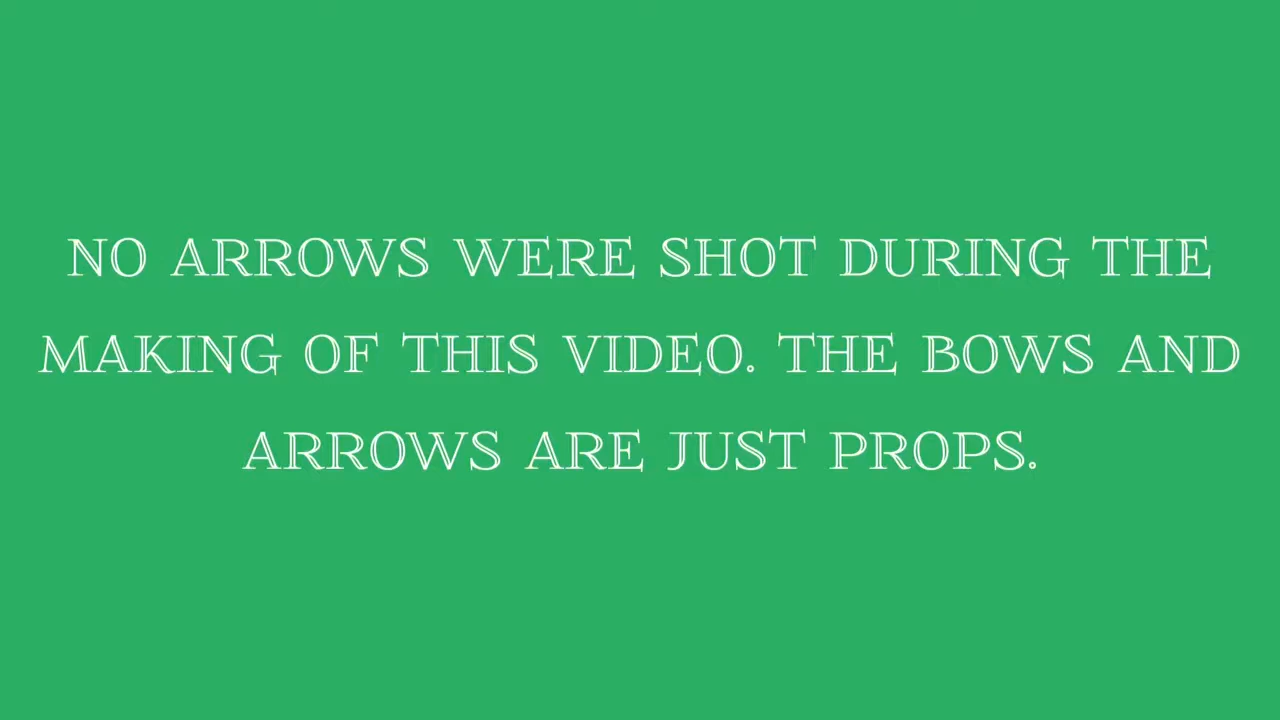 NO ARROWS WERE SHOT DURING THE
MAKING OF THIS VIDEO. THE BOWS AND
ARROWS ARE JUST PROPS.